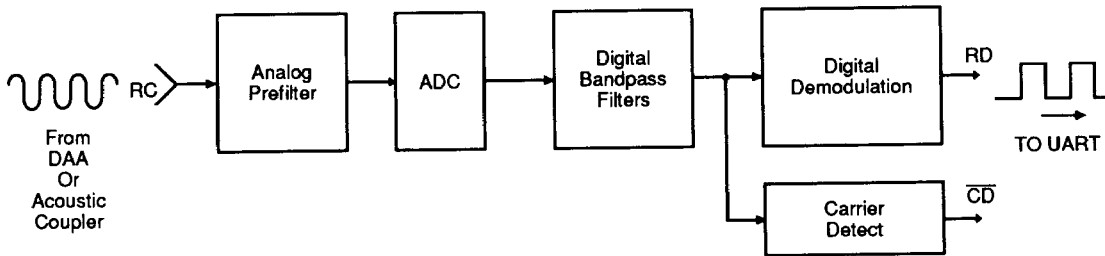 RC
From
DAA
Or
Acoustic
Coupler
Analog
Prefilter
ADC
Digital
Bandpass
Filters
Digital
Demodulation
RD
TO UART
Carrier
Detect
C̅D̅